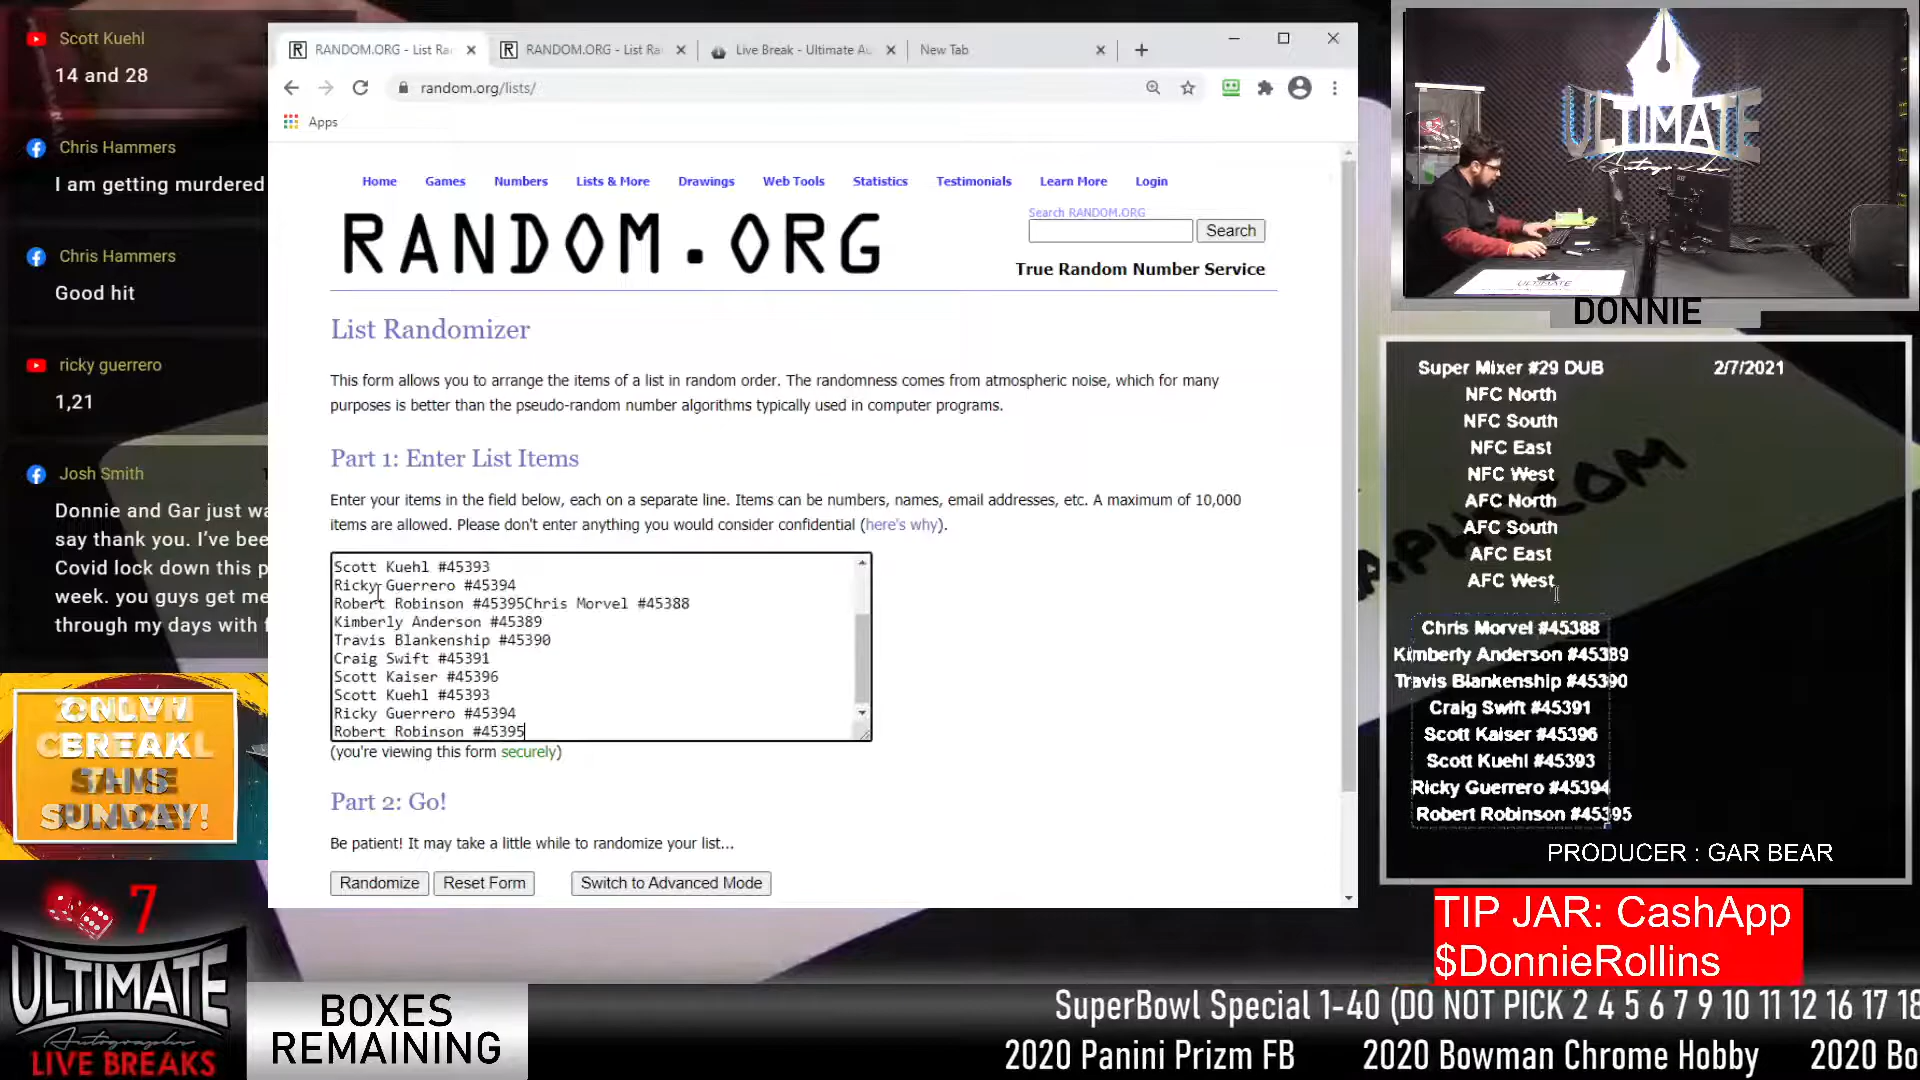 Scott Kuehl
14 and 28
Chris Hammers
I am getting murdered
Chris Hammers
Good hit
ricky guerrero
1,21
Josh Smith
Donnie and Gar just wa
say thank you. I've bee
Covid lock down this p
week. you guys get me
through my days with f
ONLY 1
BREAK
THIS
SUNDAY!
7
ULTIMATE
Autographs
LIVE BREAKS
BOXES
REMAINING
RANDOM.ORG - List Ra
RANDOM.ORG - List Ra
Live Break - Ultimate Au
New Tab
random.org/lists/
Apps
Home Games Numbers Lists & More Drawings Web Tools Statistics Testimonials Learn More Login
RANDOM.ORG
Search RANDOM.ORG
Search
True Random Number Service
List Randomizer
This form allows you to arrange the items of a list in random order. The randomness comes from atmospheric noise, which for many
purposes is better than the pseudo-random number algorithms typically used in computer programs.
Part 1: Enter List Items
Enter your items in the field below, each on a separate line. Items can be numbers, names, email addresses, etc. A maximum of 10,000
items are allowed. Please don't enter anything you would consider confidential (here's why).
Scott Kuehl #45393
Ricky Guerrero #45394
Robert Robinson #45395Chris Morvel #45388
Kimberly Anderson #45389
Travis Blankenship #45390
Craig Swift #45391
Scott Kaiser #45396
Scott Kuehl #45393
Ricky Guerrero #45394
Robert Robinson #45395
(you're viewing this form securely)
Part 2: Go!
Be patient! It may take a little while to randomize your list...
Randomize
Reset Form
Switch to Advanced Mode
ULTIMATE
Autographs
DONNIE
Super Mixer #29 DUB 2/7/2021
NFC North
NFC South
NFC East
NFC West
AFC North
AFC South
AFC East
AFC West
Chris Morvel #45388
Kimberly Anderson #45389
Travis Blankenship #45390
Craig Swift #45391
Scott Kaiser #45396
Scott Kuehl #45393
Ricky Guerrero #45394
Robert Robinson #45395
PRODUCER : GAR BEAR
TIP JAR: CashApp
$DonnieRollins
SuperBowl Special 1-40 (DO NOT PICK 2 4 5 6 7 9 10 11 12 16 17 18
2020 Panini Prizm FB 2020 Bowman Chrome Hobby 2020 Bo